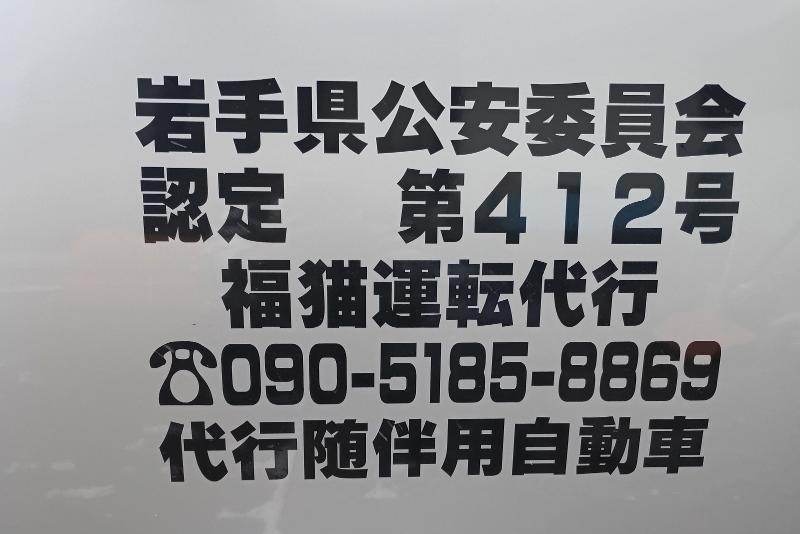 岩手県公安委員会
認定　第412号
福猫運転代行
☎090-5185-8869
代行随伴用自動車